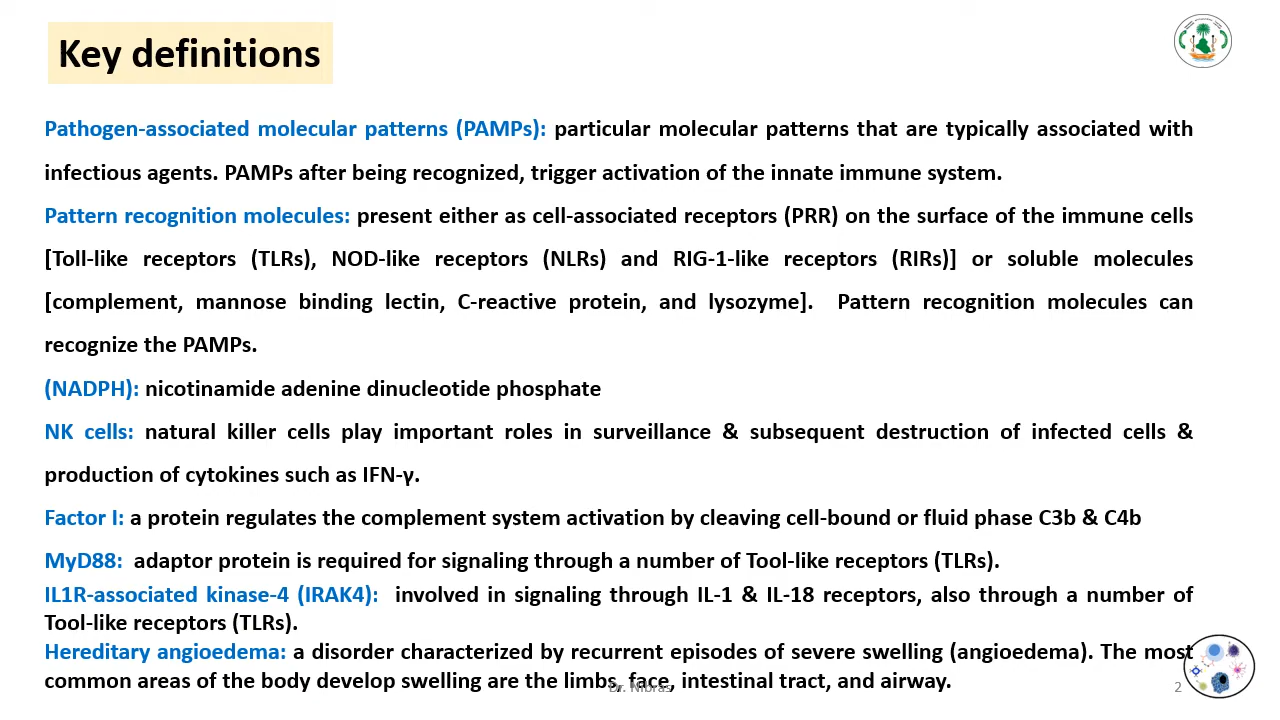 Key definitions
Pathogen-associated molecular patterns (PAMPs): particular molecular patterns that are typically associated with
infectious agents. PAMPs after being recognized, trigger activation of the innate immune system.
Pattern recognition molecules: present either as cell-associated receptors (PRR) on the surface of the immune cells
[Toll-like receptors (TLRs), NOD-like receptors (NLRs) and RIG-1-like receptors (RIRs)] or soluble molecules
[complement, mannose binding lectin, C-reactive protein, and lysozyme].  Pattern recognition molecules can
recognize the PAMPs.
(NADPH): nicotinamide adenine dinucleotide phosphate
NK cells: natural killer cells play important roles in surveillance & subsequent destruction of infected cells &
production of cytokines such as IFN-γ.
Factor I: a protein regulates the complement system activation by cleaving cell-bound or fluid phase C3b & C4b
MyD88:  adaptor protein is required for signaling through a number of Tool-like receptors (TLRs).
IL1R-associated kinase-4 (IRAK4):  involved in signaling through IL-1 & IL-18 receptors, also through a number of
Tool-like receptors (TLRs).
Hereditary angioedema: a disorder characterized by recurrent episodes of severe swelling (angioedema). The most
common areas of the body develop swelling are the limbs, face, intestinal tract, and airway.
Dr. Nibras
2